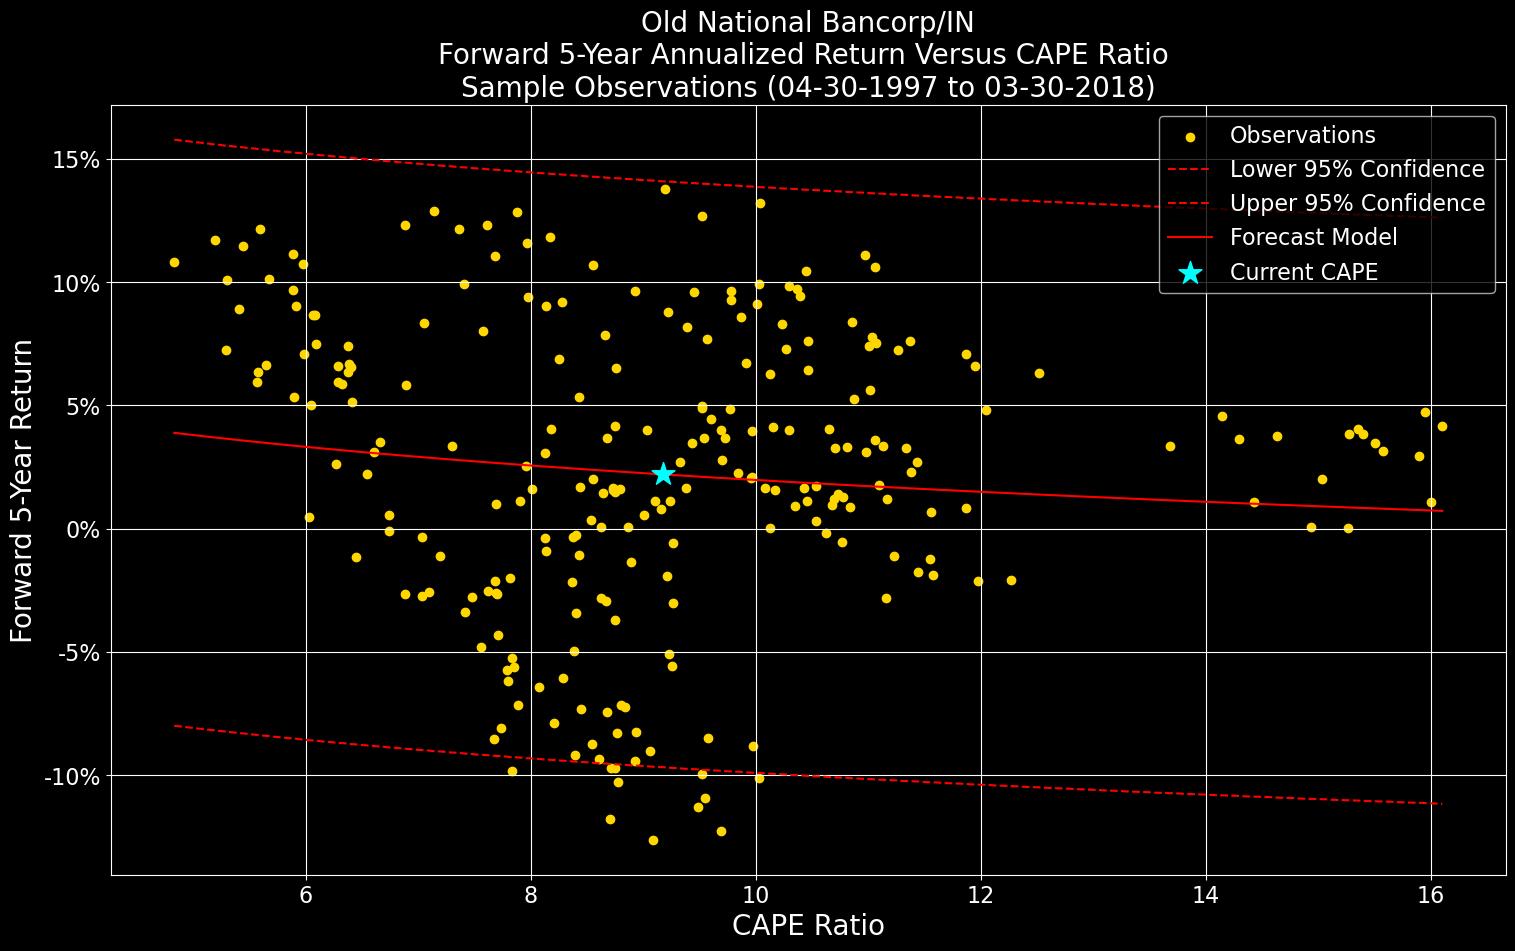 Old National Bancorp/IN
Forward 5-Year Annualized Return Versus CAPE Ratio
Sample Observations (04-30-1997 to 03-30-2018)
Observations
Lower 95% Confidence
Upper 95% Confidence
Forecast Model
Current CAPE
Forward 5-Year Return
15%
10%
5%
0%
-5%
-10%
6 8 10 12 14 16
CAPE Ratio